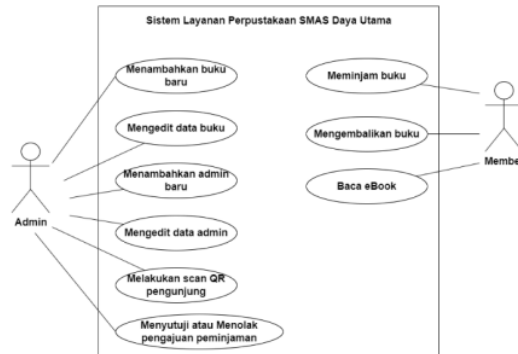 Sistem Layanan Perpustakaan SMAS Daya Utama
Menambahkan buku
baru
Mengedit data buku
Menambahkan admin
baru
Mengedit data admin
Melakukan scan QR
pengunjung
Menyutuji atau Menolak
pengajuan peminjaman
Admin
Meminjam buku
Mengembalikan buku
Baca eBook
Membe